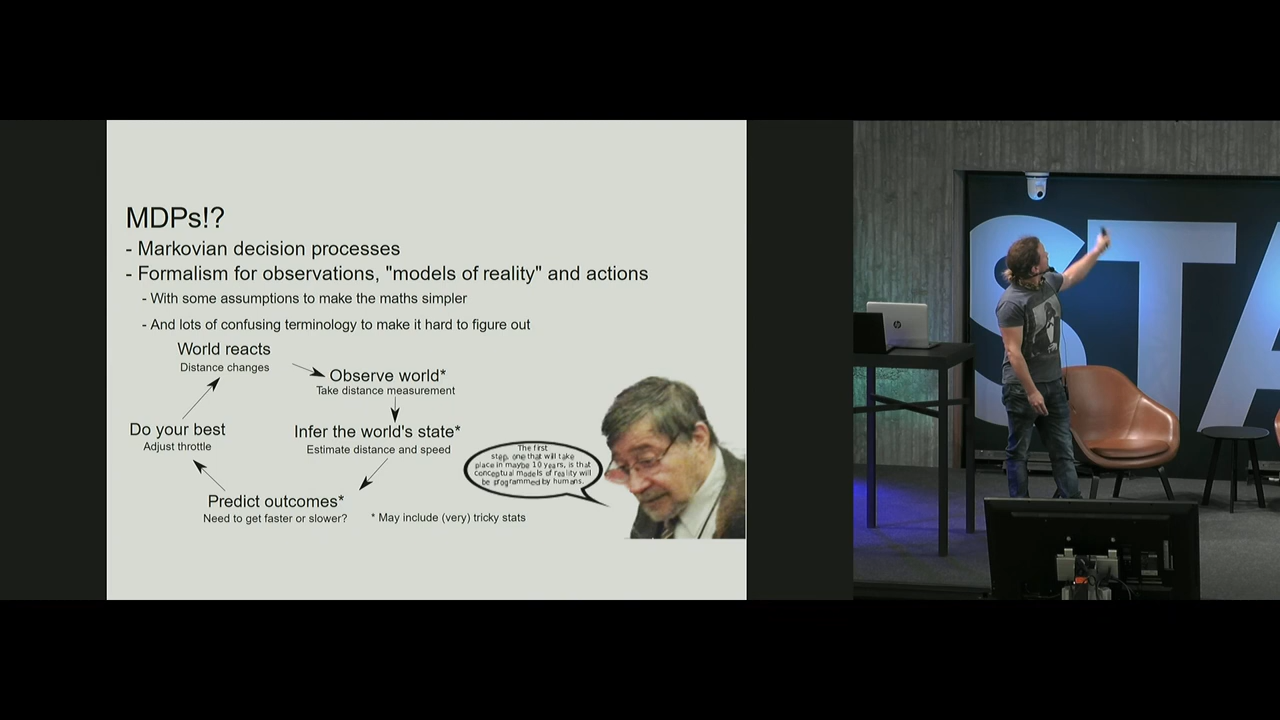 MDPs!?
- Markovian decision processes
- Formalism for observations, "models of reality" and actions
- With some assumptions to make the maths simpler
- And lots of confusing terminology to make it hard to figure out
World reacts
Distance changes
Observe world*
Take distance measurement
Do your best
Adjust throttle
Infer the world's state*
Estimate distance and speed
Predict outcomes*
Need to get faster or slower?
* May include (very) tricky stats
The first
step, one that will take
place in maybe 10 years, is that
conceptual models of reality will
be programmed by humans.
STA
hp